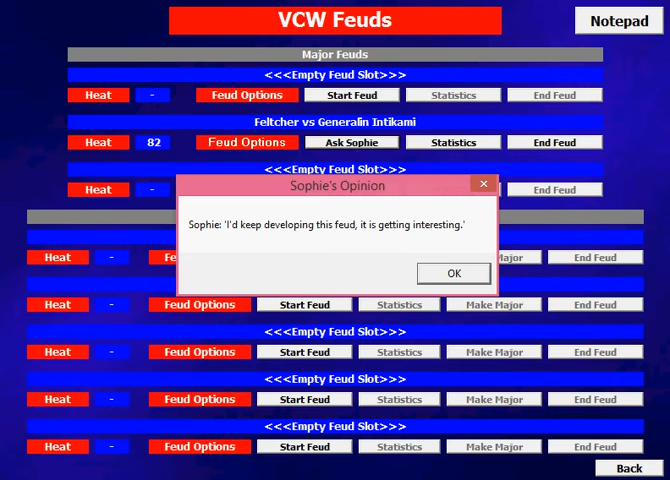 VCW Feuds
Notepad
Major Feuds
<<<Empty Feud Slot>>>
Heat - Feud Options Start Feud Statistics End Feud
Feltcher vs Generalin Intikami
Heat 82 Feud Options Ask Sophie Statistics End Feud
<<<Empty Feud Slot>>>
Heat - End Feud
Sophie's Opinion
Sophie: 'I'd keep developing this feud, it is getting interesting.'
OK
Heat - Make Major End Feud
Heat - Feud Options Start Feud Statistics Make Major End Feud
<<<Empty Feud Slot>>>
Heat - Feud Options Start Feud Statistics Make Major End Feud
<<<Empty Feud Slot>>>
Heat - Feud Options Start Feud Statistics Make Major End Feud
<<<Empty Feud Slot>>>
Heat - Feud Options Start Feud Statistics Make Major End Feud
Back